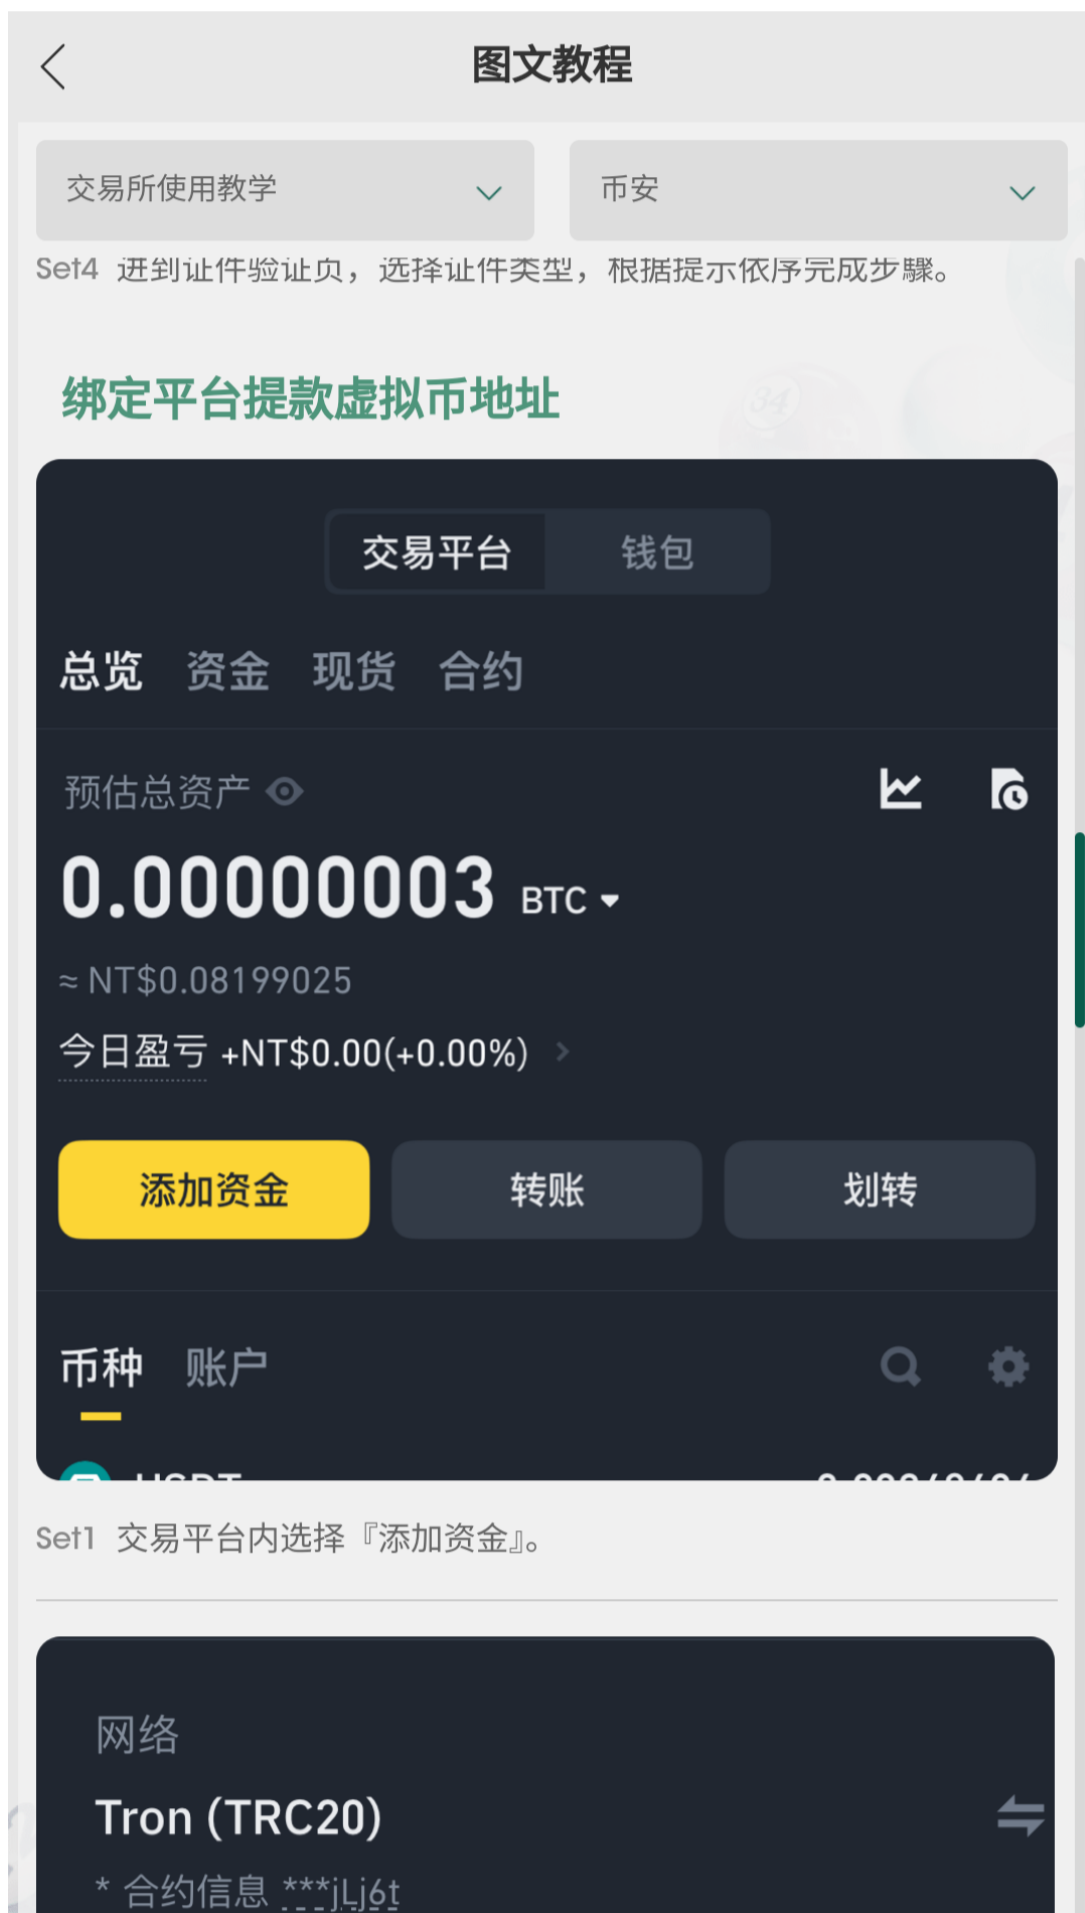 图文教程
交易所使用教学
币安
Set4 进到证件验证页，选择证件类型，根据提示依序完成步骤。
绑定平台提款虚拟币地址
34
交易平台 钱包
总览 资金 现货 合约
预估总资产
0.00000003 BTC
≈ NT$0.08199025
今日盈亏 +NT$0.00(+0.00%)
添加资金 转账 划转
币种 账户
USDT
Set1 交易平台内选择『添加资金』。
网络
Tron (TRC20)
* 合约信息 ***jLj6t